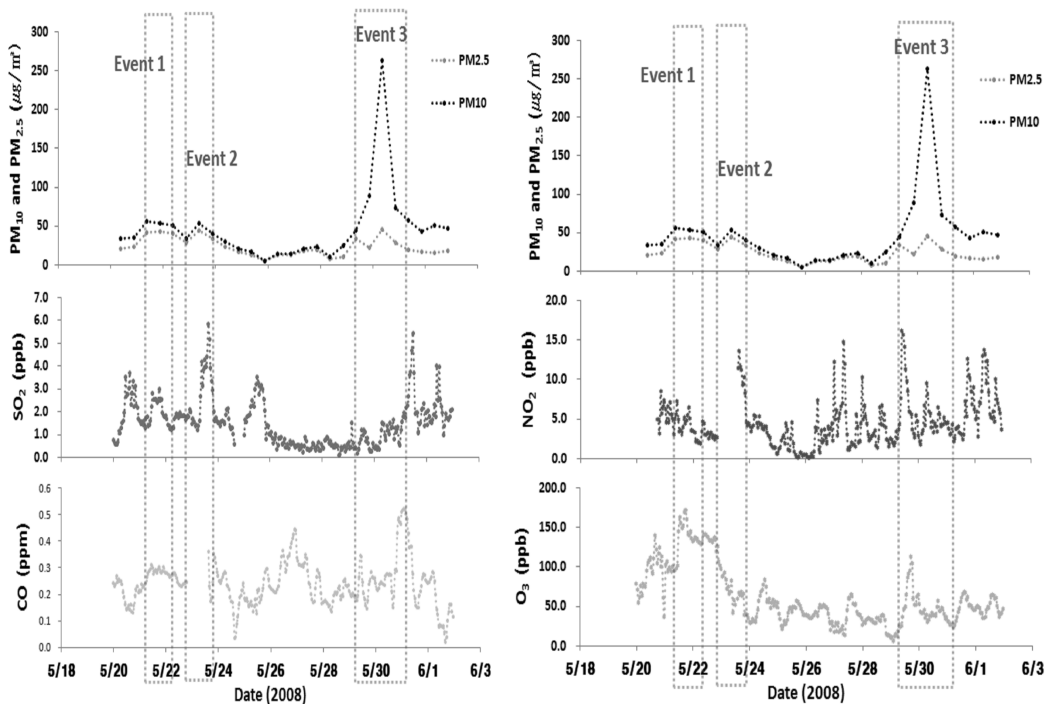 Event 1
Event 2
Event 3
PM2.5
PM10
PM10 and PM2.5 (μg/㎥)
300
250
200
150
100
50
0
SO2 (ppb)
7.0
6.0
5.0
4.0
3.0
2.0
1.0
0.0
CO (ppm)
0.6
0.5
0.4
0.3
0.2
0.1
0.0
5/18 5/20 5/22 5/24 5/26 5/28 5/30 6/1 6/3
Date (2008)
Event 1
Event 2
Event 3
PM2.5
PM10
PM10 and PM2.5 (μg/㎥)
300
250
200
150
100
50
0
NO2 (ppb)
20.0
15.0
10.0
5.0
0.0
O3 (ppb)
200.0
150.0
100.0
50.0
0.0
5/18 5/20 5/22 5/24 5/26 5/28 5/30 6/1 6/3
Date (2008)